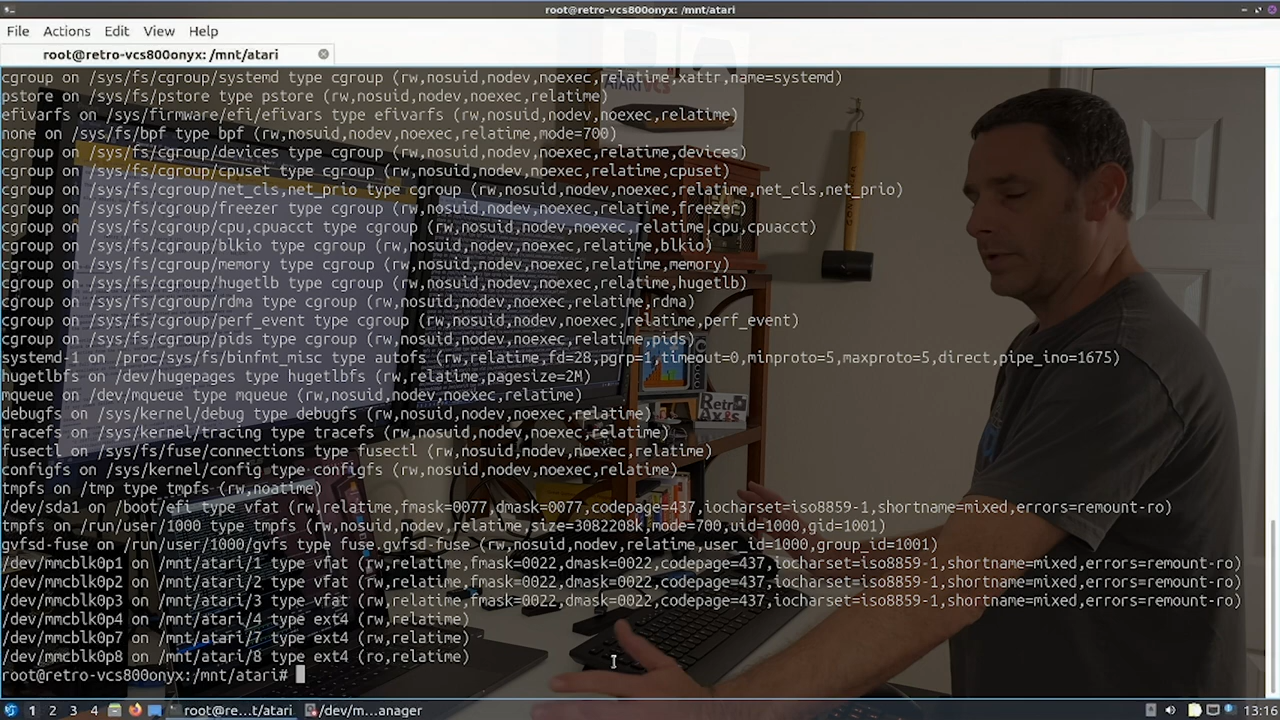 root@retro-vcs800onyx: /mnt/atari
File Actions Edit View Help
root@retro-vcs800onyx: /mnt/atari
cgroup on /sys/fs/cgroup/systemd type cgroup (rw,nosuid,nodev,noexec,relatime,xattr,name=systemd)
pstore on /sys/fs/pstore type pstore (rw,nosuid,nodev,noexec,relatime)
efivarfs on /sys/firmware/efi/efivars type efivarfs (rw,nosuid,nodev,noexec,relatime)
none on /sys/fs/bpf type bpf (rw,nosuid,nodev,noexec,relatime,mode=700)
cgroup on /sys/fs/cgroup/devices type cgroup (rw,nosuid,nodev,noexec,relatime,devices)
cgroup on /sys/fs/cgroup/cpuset type cgroup (rw,nosuid,nodev,noexec,relatime,cpuset)
cgroup on /sys/fs/cgroup/net_cls,net_prio type cgroup (rw,nosuid,nodev,noexec,relatime,net_cls,net_prio)
cgroup on /sys/fs/cgroup/freezer type cgroup (rw,nosuid,nodev,noexec,relatime,freezer)
cgroup on /sys/fs/cgroup/cpu,cpuacct type cgroup (rw,nosuid,nodev,noexec,relatime,cpu,cpuacct)
cgroup on /sys/fs/cgroup/blkio type cgroup (rw,nosuid,nodev,noexec,relatime,blkio)
cgroup on /sys/fs/cgroup/memory type cgroup (rw,nosuid,nodev,noexec,relatime,memory)
cgroup on /sys/fs/cgroup/hugetlb type cgroup (rw,nosuid,nodev,noexec,relatime,hugetlb)
cgroup on /sys/fs/cgroup/rdma type cgroup (rw,nosuid,nodev,noexec,relatime,rdma)
cgroup on /sys/fs/cgroup/perf_event type cgroup (rw,nosuid,nodev,noexec,relatime,perf_event)
cgroup on /sys/fs/cgroup/pids type cgroup (rw,nosuid,nodev,noexec,relatime,pids)
systemd-1 on /proc/sys/fs/binfmt_misc type autofs (rw,relatime,fd=28,pgrp=1,timeout=0,minproto=5,maxproto=5,direct,pipe_ino=1675)
hugetlbfs on /dev/hugepages type hugetlbfs (rw,relatime,pagesize=2M)
mqueue on /dev/mqueue type mqueue (rw,nosuid,nodev,noexec,relatime)
debugfs on /sys/kernel/debug type debugfs (rw,nosuid,nodev,noexec,relatime)
tracefs on /sys/kernel/tracing type tracefs (rw,nosuid,nodev,noexec,relatime)
fusectl on /sys/fs/fuse/connections type fusectl (rw,nosuid,nodev,noexec,relatime)
configfs on /sys/kernel/config type configfs (rw,nosuid,nodev,noexec,relatime)
tmpfs on /tmp type tmpfs (rw,noatime)
/dev/sda1 on /boot/efi type vfat (rw,relatime,fmask=0077,dmask=0077,codepage=437,iocharset=iso8859-1,shortname=mixed,errors=remount-ro)
tmpfs on /run/user/1000 type tmpfs (rw,nosuid,nodev,relatime,size=3082208k,mode=700,uid=1000,gid=1001)
gvfsd-fuse on /run/user/1000/gvfs type fuse.gvfsd-fuse (rw,nosuid,nodev,relatime,user_id=1000,group_id=1001)
/dev/mmcblk0p1 on /mnt/atari/1 type vfat (rw,relatime,fmask=0022,dmask=0022,codepage=437,iocharset=iso8859-1,shortname=mixed,errors=remount-ro)
/dev/mmcblk0p2 on /mnt/atari/2 type vfat (rw,relatime,fmask=0022,dmask=0022,codepage=437,iocharset=iso8859-1,shortname=mixed,errors=remount-ro)
/dev/mmcblk0p3 on /mnt/atari/3 type vfat (rw,relatime,fmask=0022,dmask=0022,codepage=437,iocharset=iso8859-1,shortname=mixed,errors=remount-ro)
/dev/mmcblk0p4 on /mnt/atari/4 type ext4 (rw,relatime)
/dev/mmcblk0p7 on /mnt/atari/7 type ext4 (rw,relatime)
/dev/mmcblk0p8 on /mnt/atari/8 type ext4 (ro,relatime)
root@retro-vcs800onyx:/mnt/atari#
ATARI VCS
Retro
Ax&s
1 2 3 4 root@re...t/atari /dev/m...anager 13:16